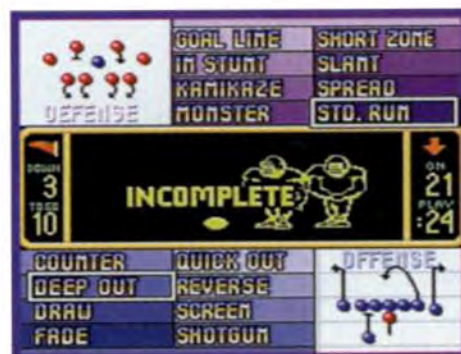 GOAL LINE SHORT ZONE
IN STUNT SLANT
KAMIKAZE SPREAD
MONSTER STD. RUN
DEFENSE
DOWN
3
TOGO
10
INCOMPLETE
ON
21
PLAY
:24
COUNTER QUICK OUT
DEEP OUT REVERSE
DRAW SCREEN
FADE SHOTGUN
OFFENSE